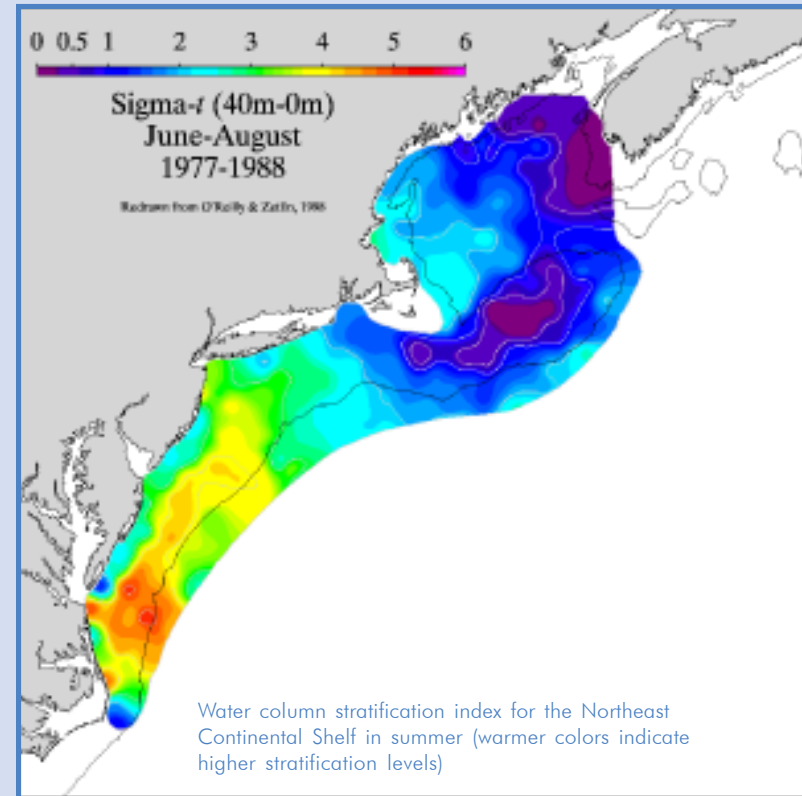 0 0.5 1 2 3 4 5 6
Sigma-t (40m-0m)
June-August
1977-1988
Redrawn from O'Reilly & Zetlin, 1988
Water column stratification index for the Northeast
Continental Shelf in summer (warmer colors indicate
higher stratification levels)